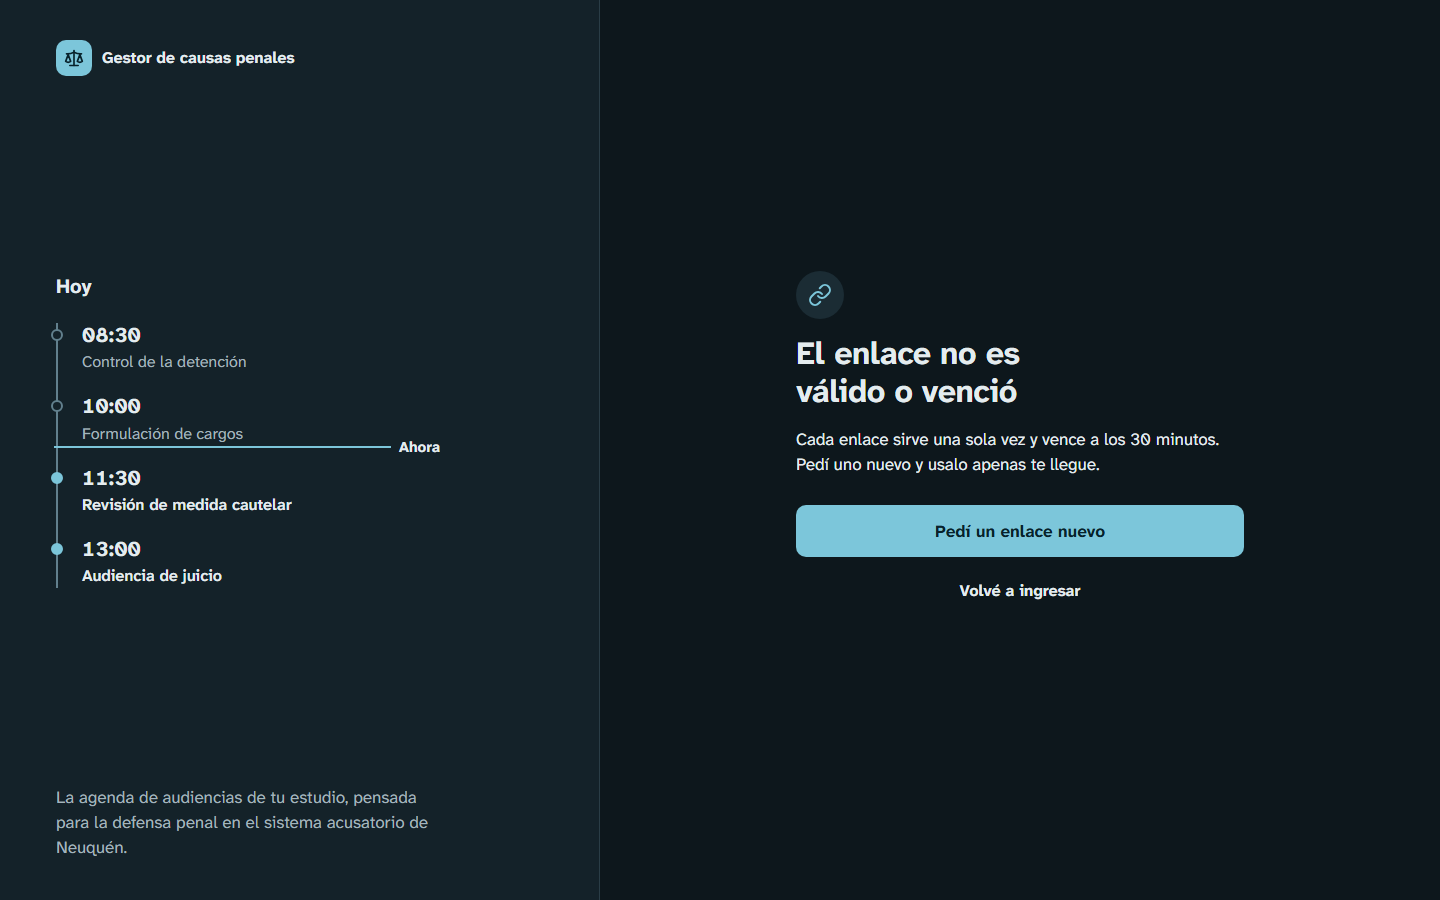 Gestor de causas penales
Hoy
08:30
Control de la detención
10:00
Formulación de cargos
Ahora
11:30
Revisión de medida cautelar
13:00
Audiencia de juicio
La agenda de audiencias de tu estudio, pensada
para la defensa penal en el sistema acusatorio de
Neuquén.
El enlace no es
válido o venció
Cada enlace sirve una sola vez y vence a los 30 minutos.
Pedí uno nuevo y usalo apenas te llegue.
Pedí un enlace nuevo
Volvé a ingresar